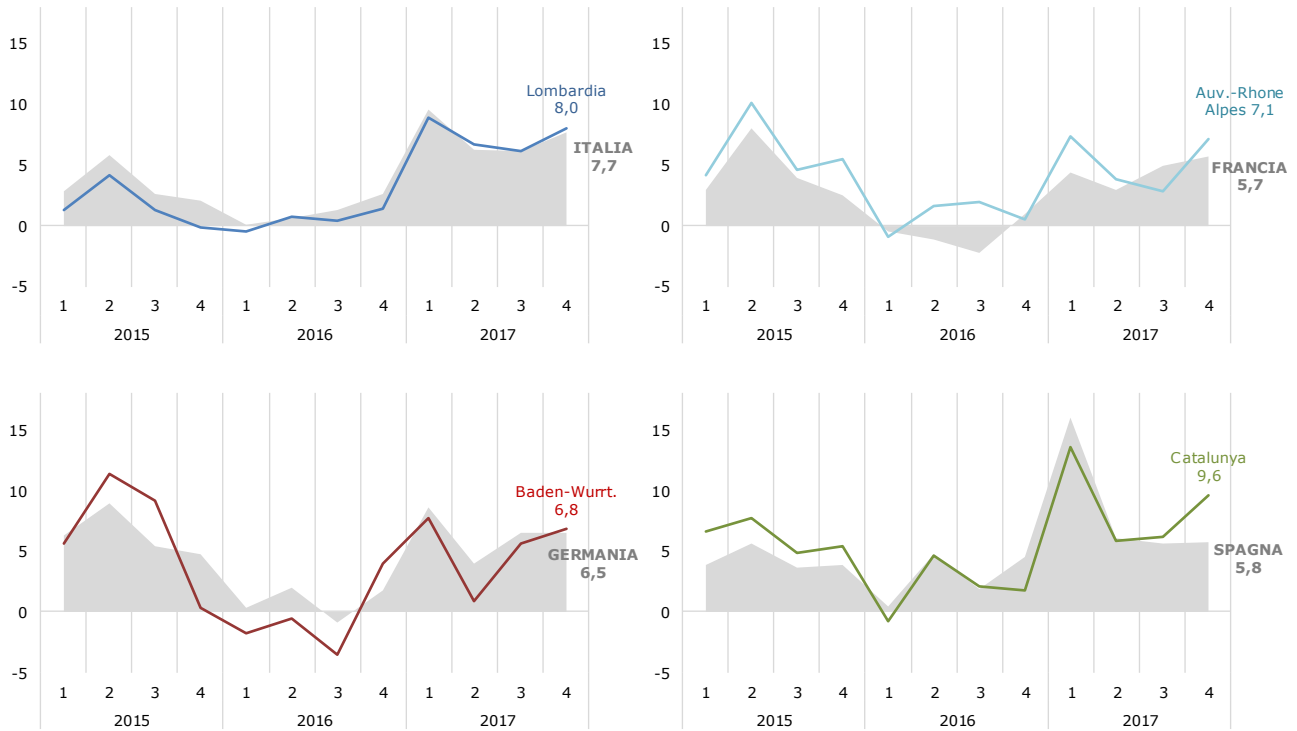 15
10
5
0
-5
Lombardia
8,0
ITALIA
7,7
1 2 3 4 1 2 3 4 1 2 3 4
2015 2016 2017
15
10
5
0
-5
Auv.-Rhone
Alpes 7,1
FRANCIA
5,7
1 2 3 4 1 2 3 4 1 2 3 4
2015 2016 2017
15
10
5
0
-5
Baden-Wurrt.
6,8
GERMANIA
6,5
1 2 3 4 1 2 3 4 1 2 3 4
2015 2016 2017
15
10
5
0
-5
Catalunya
9,6
SPAGNA
5,8
1 2 3 4 1 2 3 4 1 2 3 4
2015 2016 2017